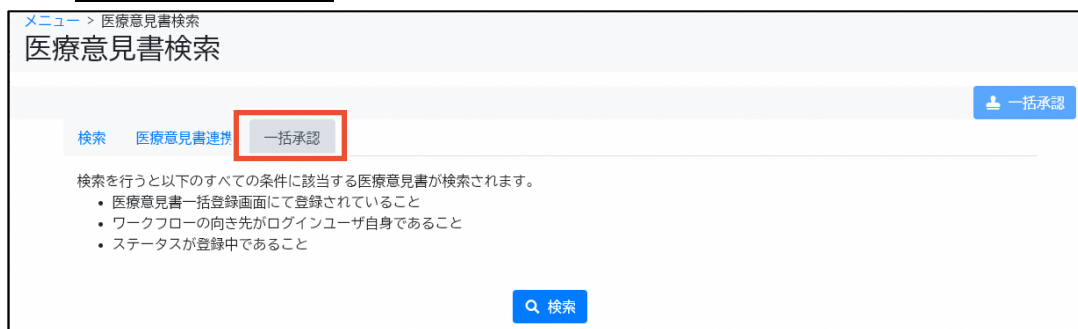 メニュー > 医療意見書検索
医療意見書検索
一括承認
検索 医療意見書連携 一括承認
検索を行うと以下のすべての条件に該当する医療意見書が検索されます。
• 医療意見書一括登録画面にて登録されていること
• ワークフローの向き先がログインユーザ自身であること
• ステータスが登録中であること
検索